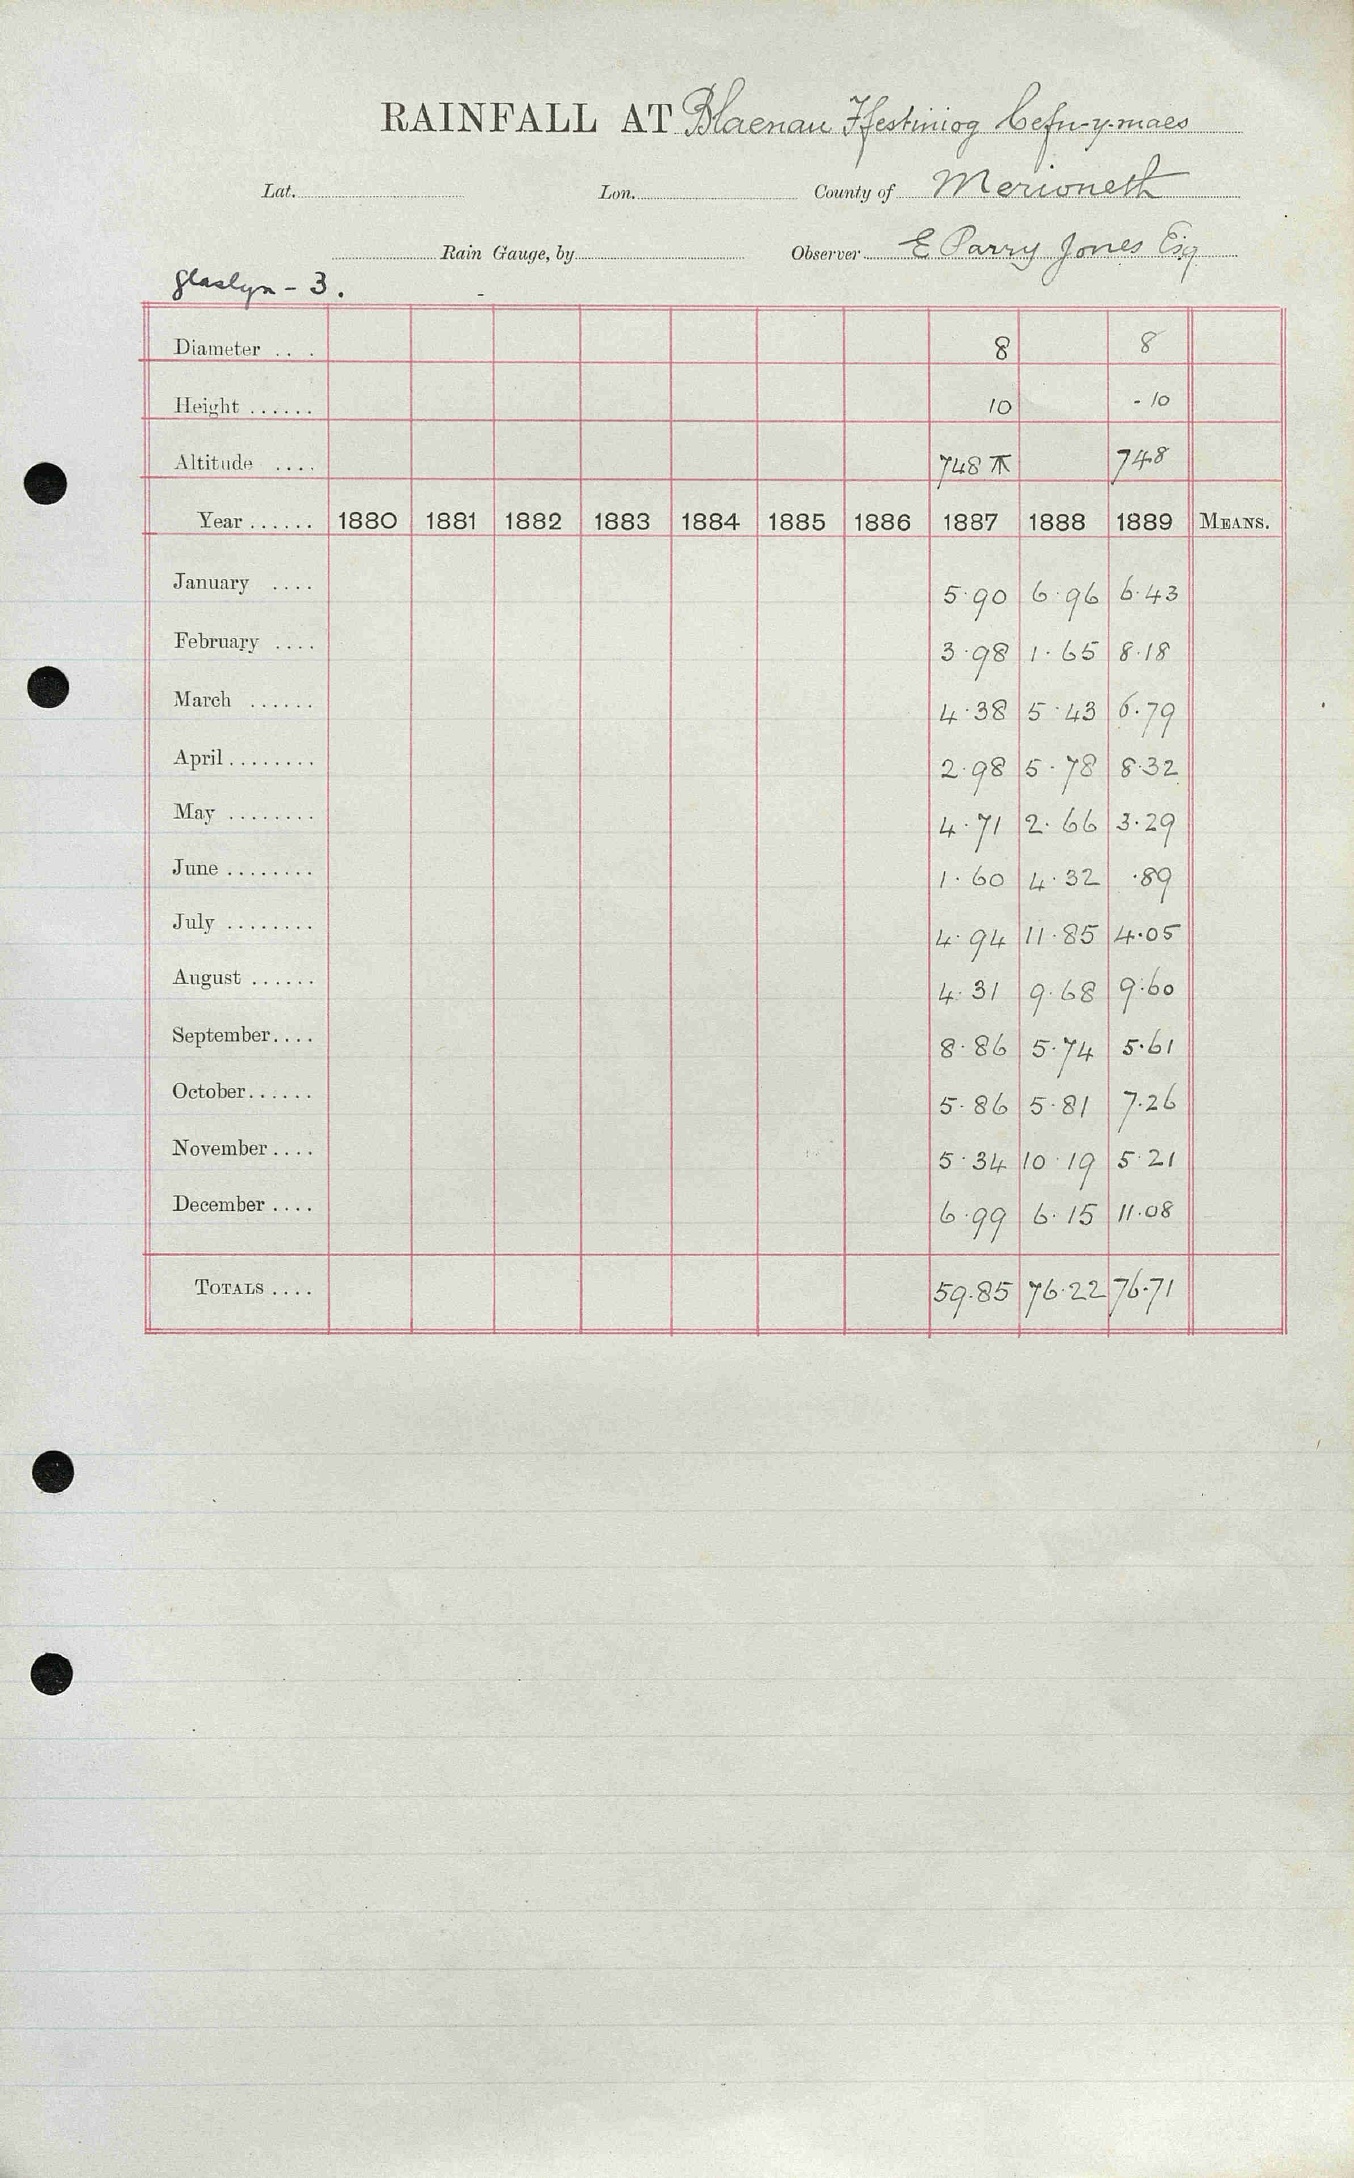 RAINFALL AT Blaenau Ffestiniog Cefn-y-maes
Lat. Lon. County of Merioneth
Rain Gauge, by Observer E Parry Jones Esq
Glaslyn - 3.
Diameter .... 8 8
Height ...... 10 - 10
Altitude .... 748 T 748
Year ...... 1880 1881 1882 1883 1884 1885 1886 1887 1888 1889 MEANS.
January .... 5.90 6.96 6.43
February .... 3.98 1.65 8.18
March ...... 4.38 5.43 6.79
April ........ 2.98 5.78 8.32
May ........ 4.71 2.66 3.29
June ........ 1.60 4.32 .89
July ........ 4.94 11.85 4.05
August ...... 4.31 9.68 9.60
September.... 8.86 5.74 5.61
October...... 5.86 5.81 7.26
November.... 5.34 10.19 5.21
December.... 6.99 6.15 11.08
TOTALS .... 59.85 76.22 76.71